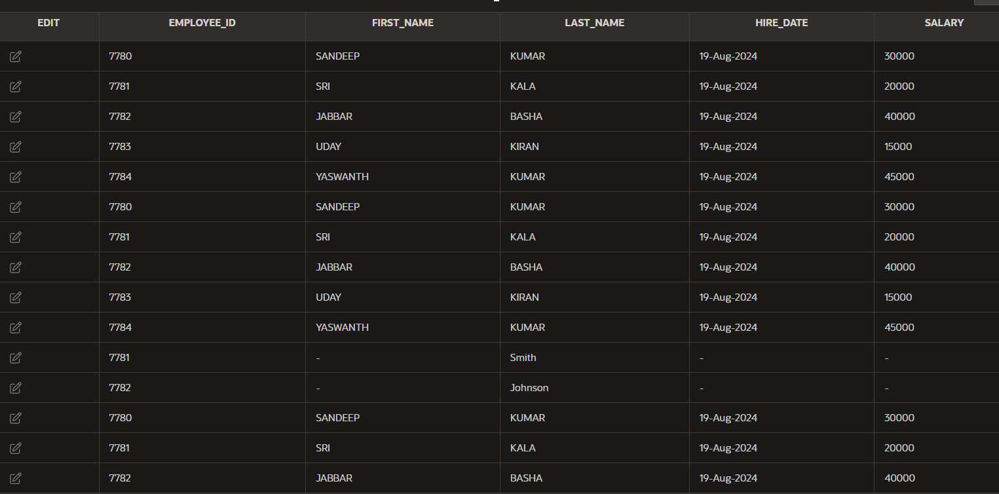 EDIT EMPLOYEE_ID FIRST_NAME LAST_NAME HIRE_DATE SALARY
7780 SANDEEP KUMAR 19-Aug-2024 30000
7781 SRI KALA 19-Aug-2024 20000
7782 JABBAR BASHA 19-Aug-2024 40000
7783 UDAY KIRAN 19-Aug-2024 15000
7784 YASWANTH KUMAR 19-Aug-2024 45000
7780 SANDEEP KUMAR 19-Aug-2024 30000
7781 SRI KALA 19-Aug-2024 20000
7782 JABBAR BASHA 19-Aug-2024 40000
7783 UDAY KIRAN 19-Aug-2024 15000
7784 YASWANTH KUMAR 19-Aug-2024 45000
7781 - Smith - -
7782 - Johnson - -
7780 SANDEEP KUMAR 19-Aug-2024 30000
7781 SRI KALA 19-Aug-2024 20000
7782 JABBAR BASHA 19-Aug-2024 40000